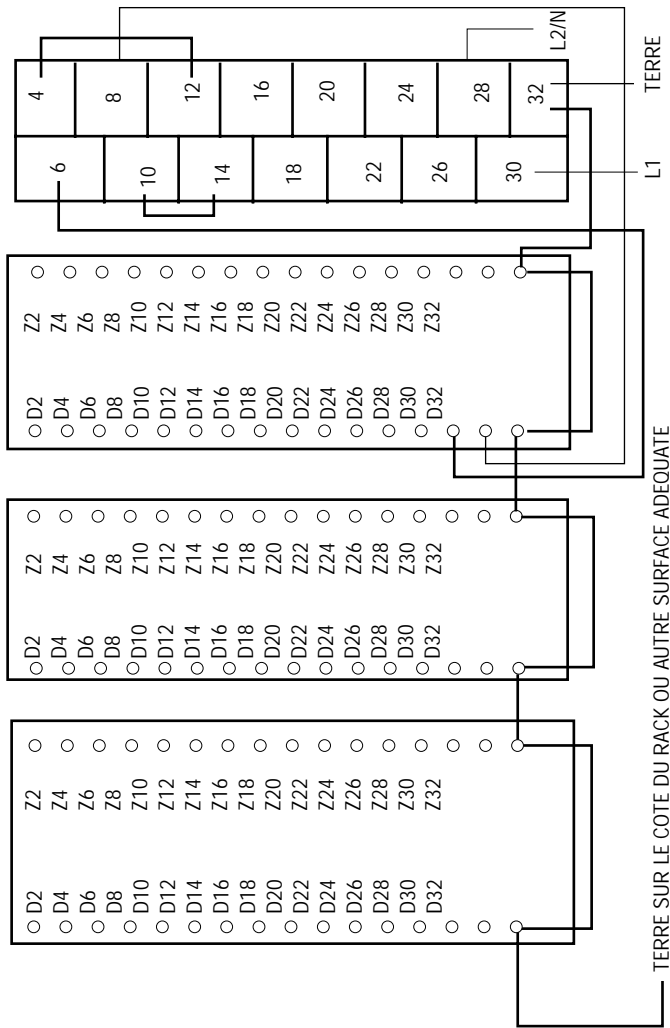 D2 Z2
D4 Z4
D6 Z6
D8 Z8
D10 Z10
D12 Z12
D14 Z14
D16 Z16
D18 Z18
D20 Z20
D22 Z22
D24 Z24
D26 Z26
D28 Z28
D30 Z30
D32 Z32
D2 Z2
D4 Z4
D6 Z6
D8 Z8
D10 Z10
D12 Z12
D14 Z14
D16 Z16
D18 Z18
D20 Z20
D22 Z22
D24 Z24
D26 Z26
D28 Z28
D30 Z30
D32 Z32
D2 Z2
D4 Z4
D6 Z6
D8 Z8
D10 Z10
D12 Z12
D14 Z14
D16 Z16
D18 Z18
D20 Z20
D22 Z22
D24 Z24
D26 Z26
D28 Z28
D30 Z30
D32 Z32
4
6
8
10
12
14
16
18
20
22
24
26
28
30
32
L2/N
L1 TERRE
TERRE SUR LE COTE DU RACK OU AUTRE SURFACE ADEQUATE